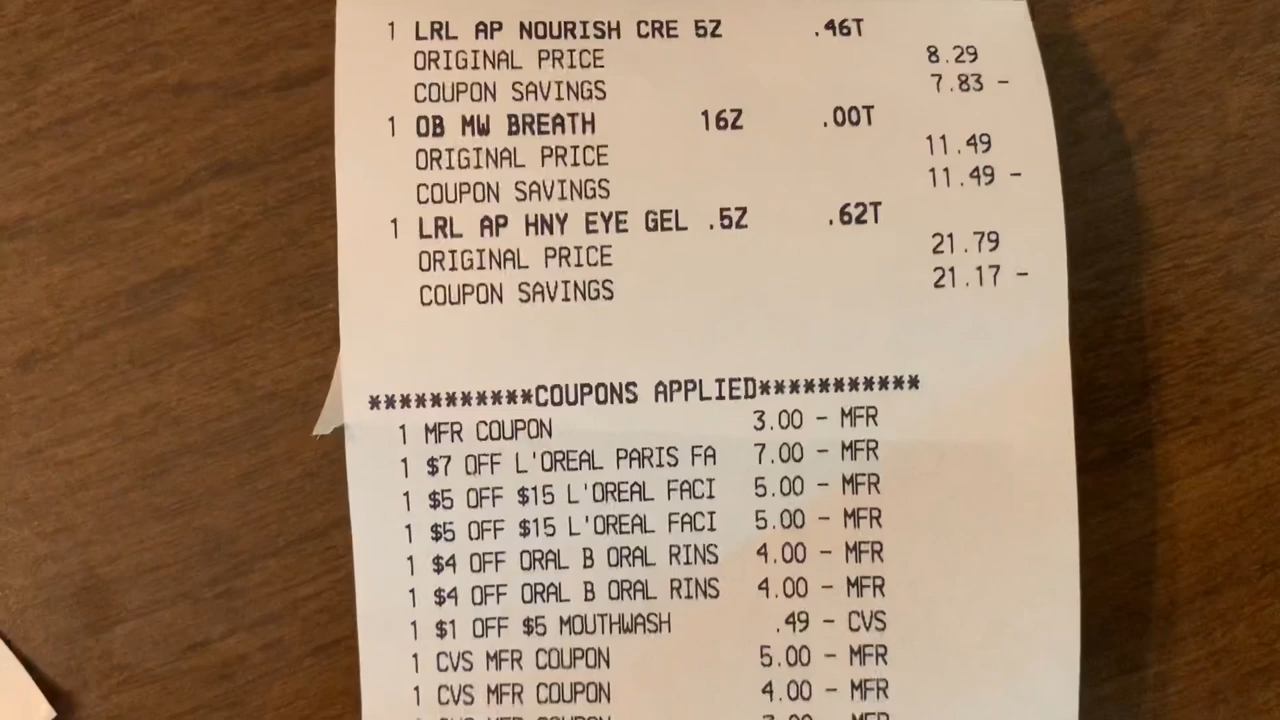 1 LRL AP NOURISH CRE 5Z .46T
ORIGINAL PRICE 8.29
COUPON SAVINGS 7.83 -
1 OB MW BREATH 16Z .00T
ORIGINAL PRICE 11.49
COUPON SAVINGS 11.49 -
1 LRL AP HNY EYE GEL .5Z .62T
ORIGINAL PRICE 21.79
COUPON SAVINGS 21.17 -
***********COUPONS APPLIED***********
1 MFR COUPON 3.00 - MFR
1 $7 OFF L'OREAL PARIS FA 7.00 - MFR
1 $5 OFF $15 L'OREAL FACI 5.00 - MFR
1 $5 OFF $15 L'OREAL FACI 5.00 - MFR
1 $4 OFF ORAL B ORAL RINS 4.00 - MFR
1 $4 OFF ORAL B ORAL RINS 4.00 - MFR
1 $1 OFF $5 MOUTHWASH .49 - CVS
1 CVS MFR COUPON 5.00 - MFR
1 CVS MFR COUPON 4.00 - MFR
1 CVS MFR COUPON - MFR